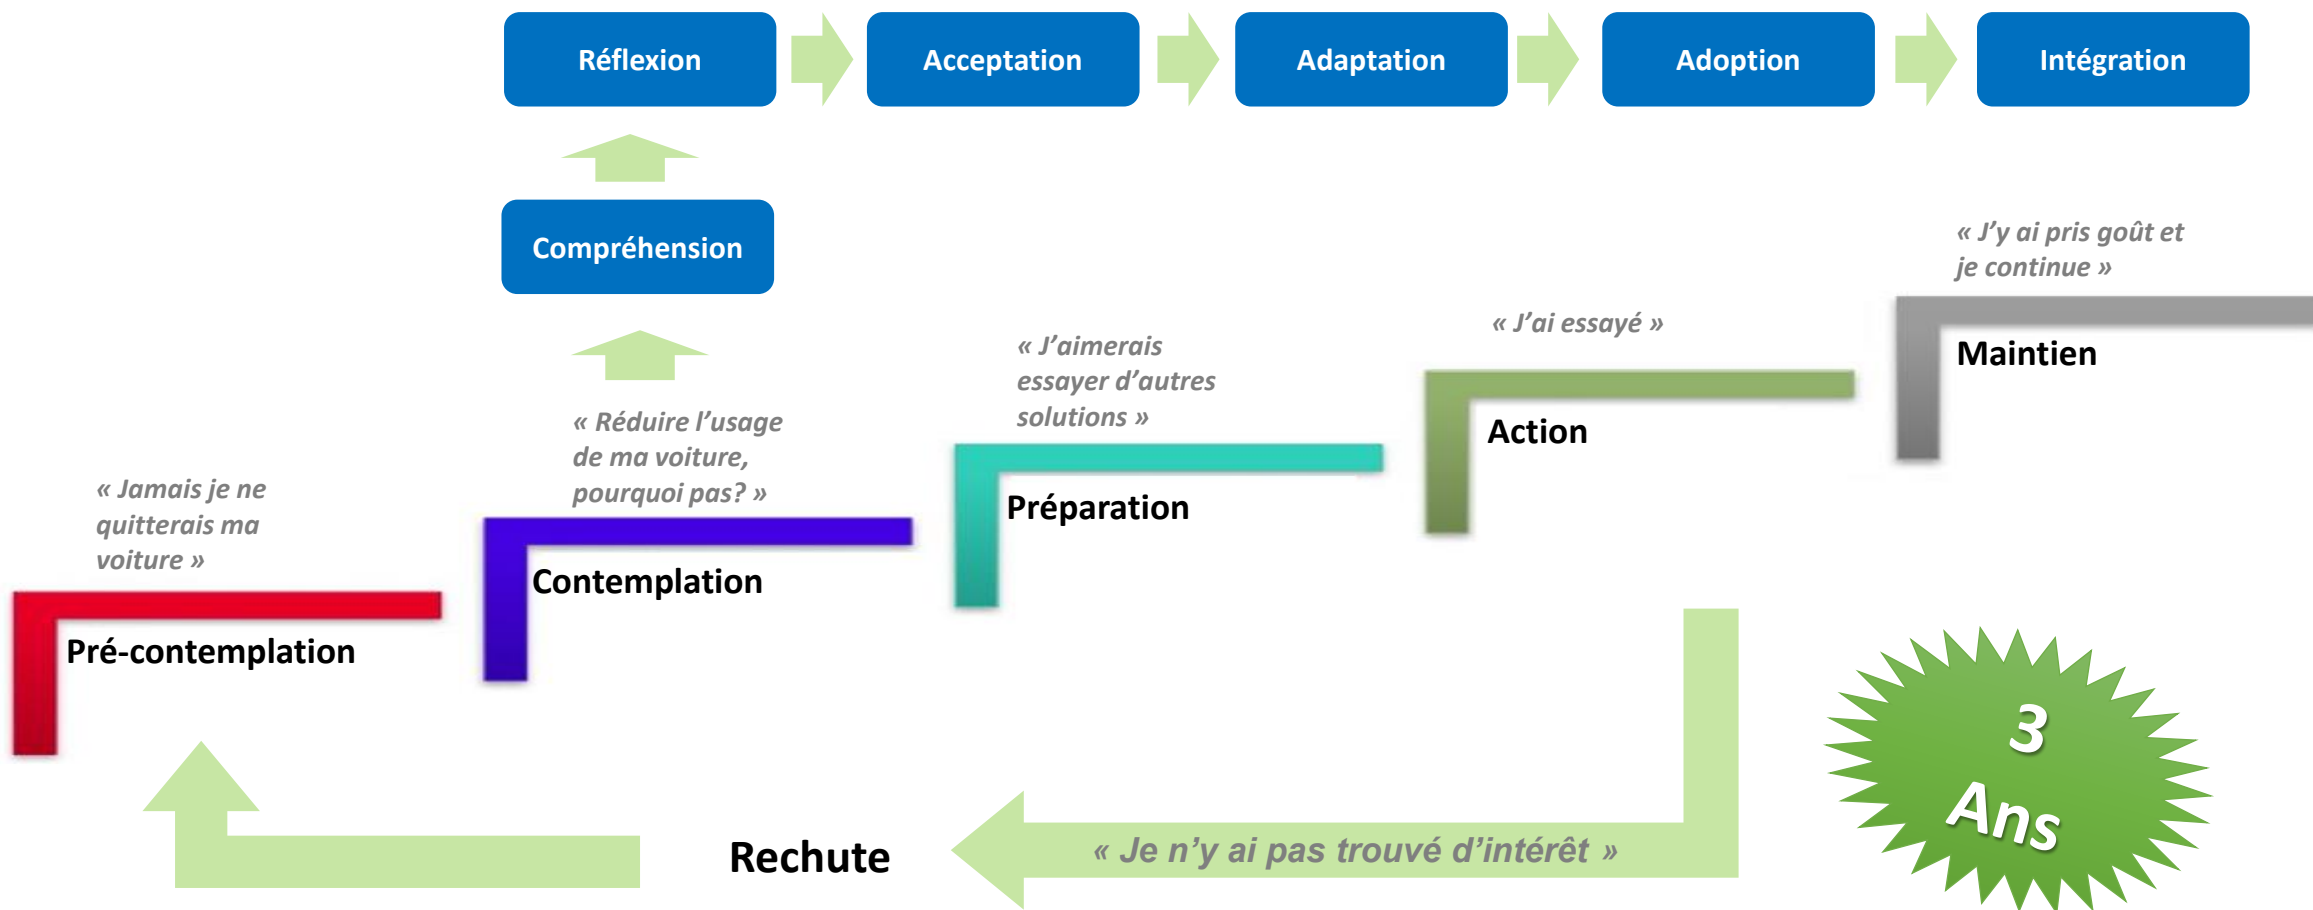 Réflexion
Acceptation
Adaptation
Adoption
Intégration
Compréhension
« Jamais je ne
quitterais ma
voiture »
Pré-contemplation
« Réduire l’usage
de ma voiture,
pourquoi pas? »
Contemplation
« J’aimerais
essayer d’autres
solutions »
Préparation
« J’ai essayé »
Action
« J’y ai pris goût et
je continue »
Maintien
Rechute
« Je n’y ai pas trouvé d’intérêt »
3
Ans